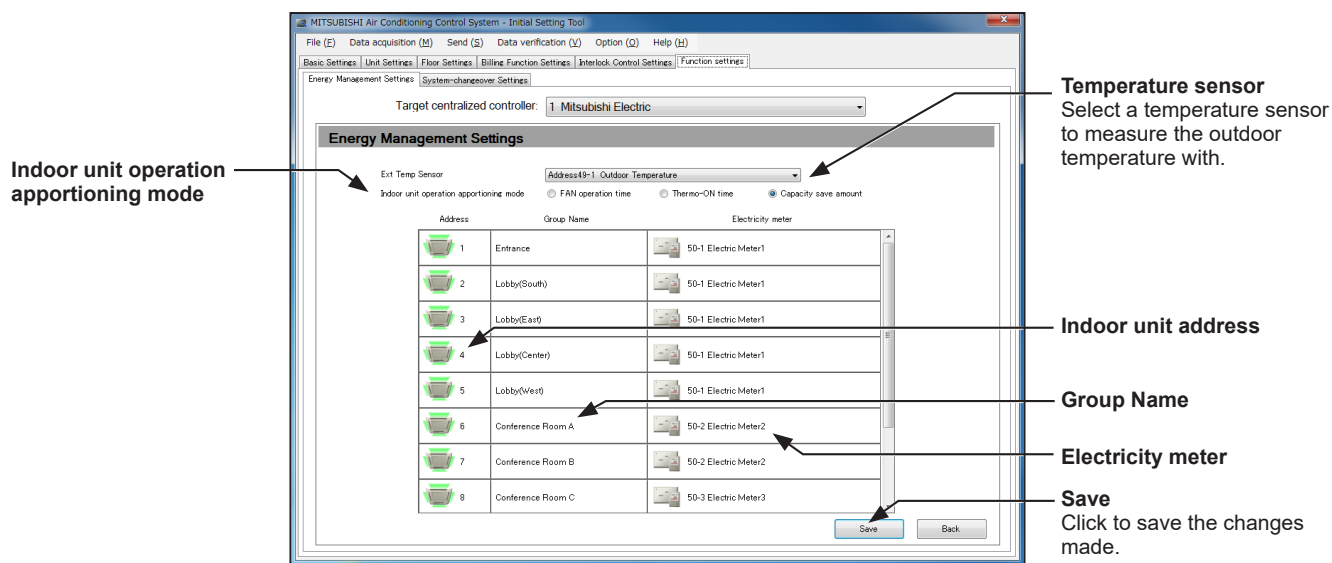 MITSUBISHI Air Conditioning Control System - Initial Setting Tool
File (F) Data acquisition (M) Send (S) Data verification (V) Option (O) Help (H)
Basic Settings Unit Settings Floor Settings Billing Function Settings Interlock Control Settings Function settings
Energy Management Settings System-changeover Settings
Target centralized controller: 1 Mitsubishi Electric
Energy Management Settings
Ext Temp Sensor Address49-1 Outdoor Temperature
Indoor unit operation apportioning mode FAN operation time Thermo-ON time Capacity save amount
Address Group Name Electricity meter
1 Entrance 50-1 Electric Meter1
2 Lobby(South) 50-1 Electric Meter1
3 Lobby(East) 50-1 Electric Meter1
4 Lobby(Center) 50-1 Electric Meter1
5 Lobby(West) 50-1 Electric Meter1
6 Conference Room A 50-2 Electric Meter2
7 Conference Room B 50-2 Electric Meter2
8 Conference Room C 50-3 Electric Meter3
Save Back
Indoor unit operation
apportioning mode
Temperature sensor
Select a temperature sensor
to measure the outdoor
temperature with.
Indoor unit address
Group Name
Electricity meter
Save
Click to save the changes
made.